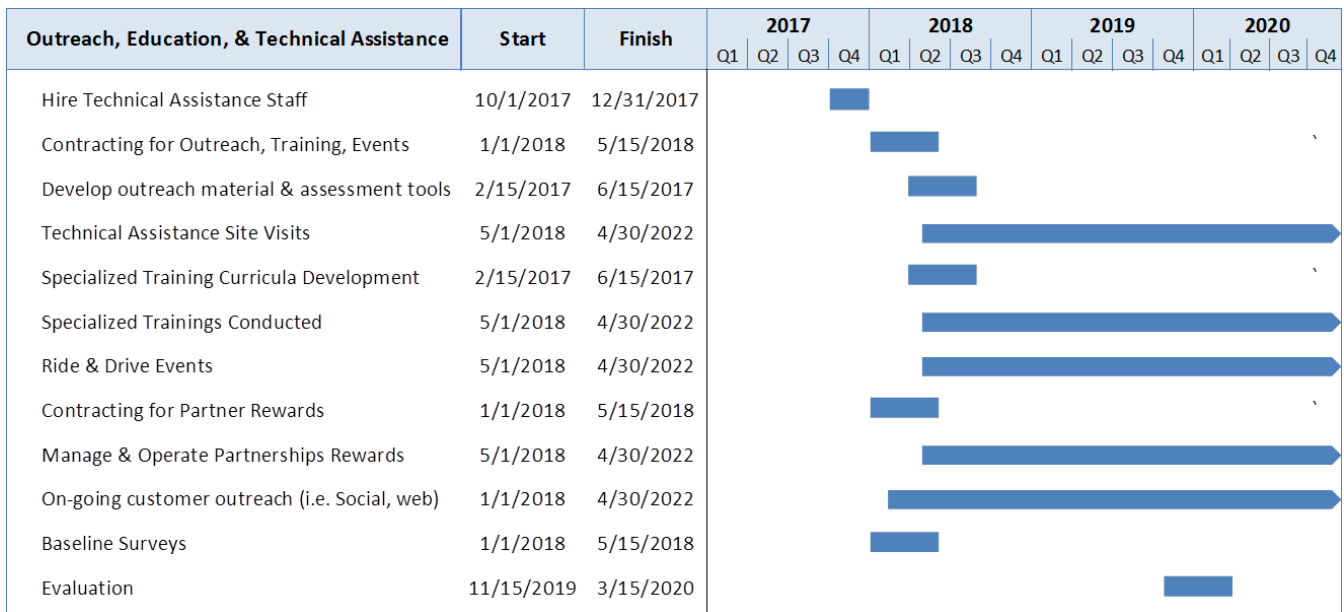 Outreach, Education, & Technical Assistance Start Finish 2017 2018 2019 2020
Q1 Q2 Q3 Q4 Q1 Q2 Q3 Q4 Q1 Q2 Q3 Q4 Q1 Q2 Q3 Q4
Hire Technical Assistance Staff 10/1/2017 12/31/2017
Contracting for Outreach, Training, Events 1/1/2018 5/15/2018 `
Develop outreach material & assessment tools 2/15/2017 6/15/2017
Technical Assistance Site Visits 5/1/2018 4/30/2022
Specialized Training Curricula Development 2/15/2017 6/15/2017 `
Specialized Trainings Conducted 5/1/2018 4/30/2022
Ride & Drive Events 5/1/2018 4/30/2022
Contracting for Partner Rewards 1/1/2018 5/15/2018 `
Manage & Operate Partnerships Rewards 5/1/2018 4/30/2022
On-going customer outreach (i.e. Social, web) 1/1/2018 4/30/2022
Baseline Surveys 1/1/2018 5/15/2018
Evaluation 11/15/2019 3/15/2020